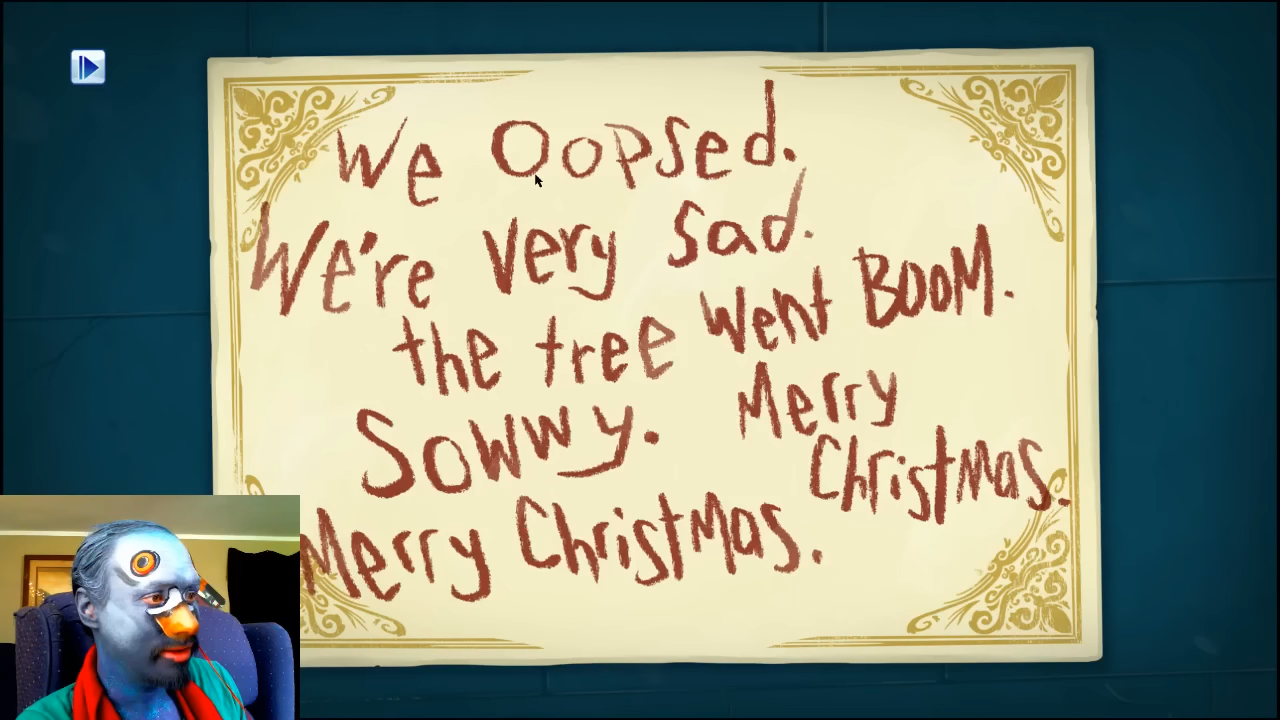 We Oopsed.
We're very sad.
the tree went BOOM.
Sowwy. Merry
Christmas.
Merry Christmas.